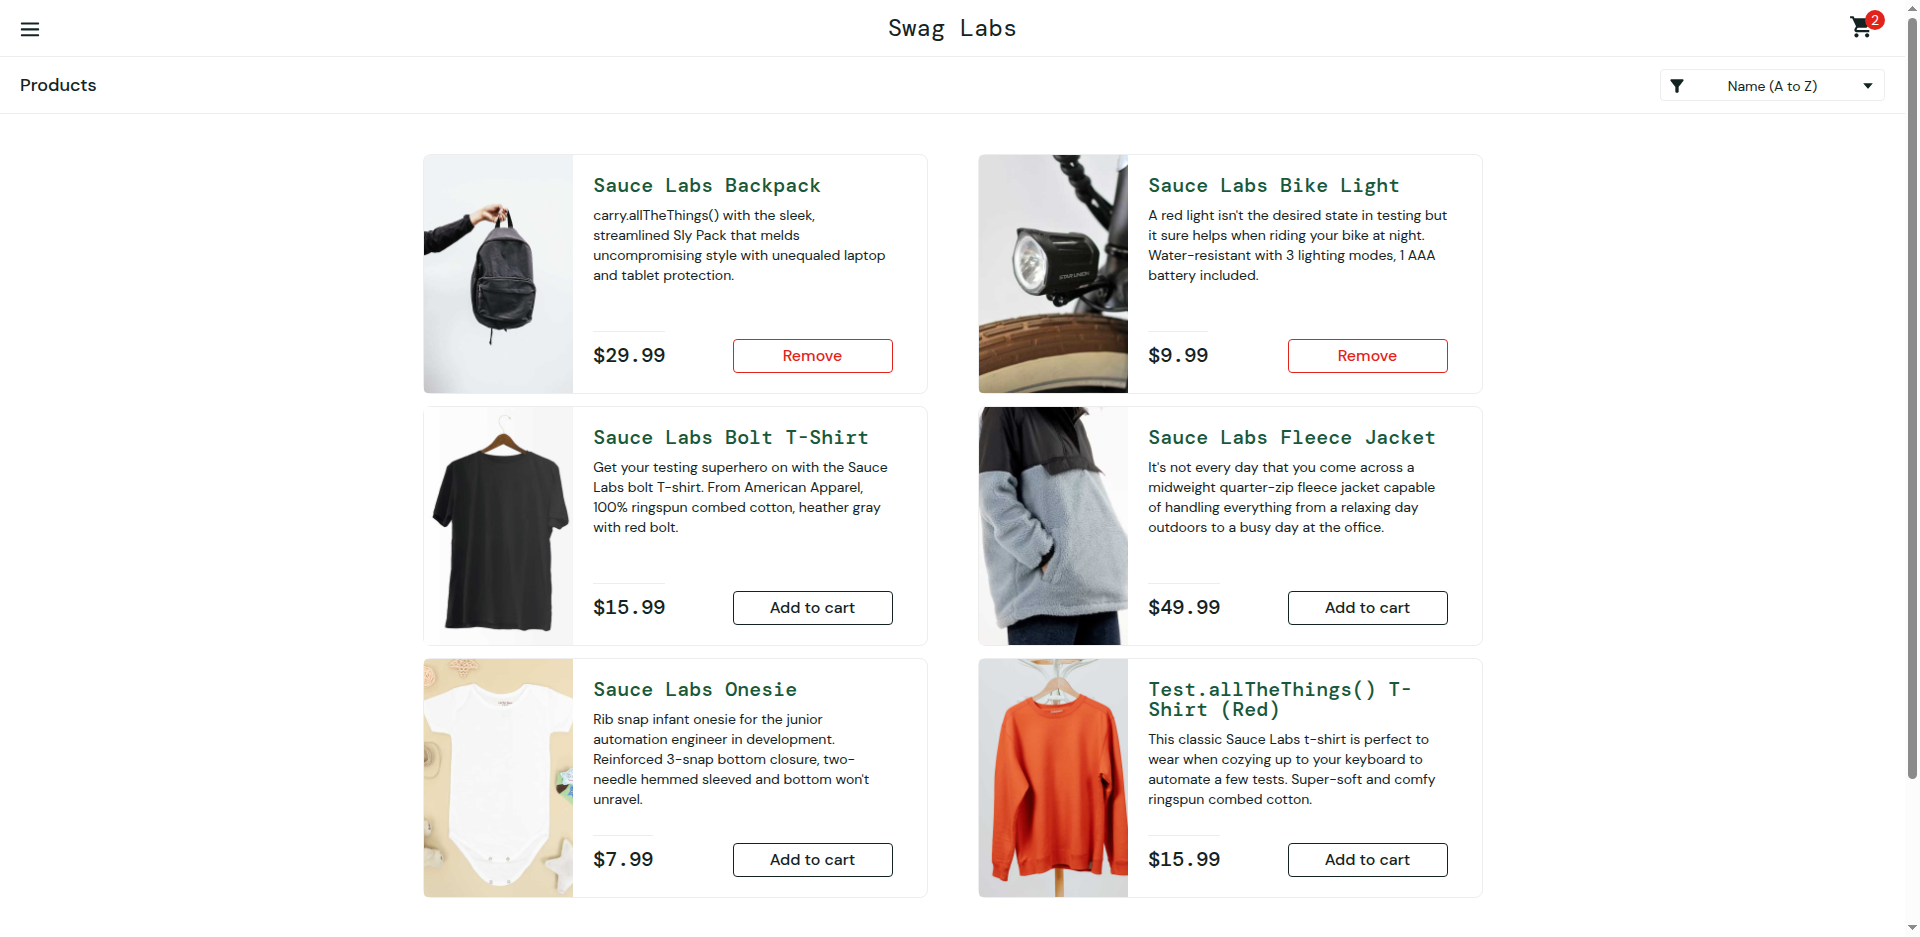 Swag Labs
2
Products
Name (A to Z)
Sauce Labs Backpack
carry.allTheThings() with the sleek,
streamlined Sly Pack that melds
uncompromising style with unequaled laptop
and tablet protection.
$29.99
Remove
Sauce Labs Bike Light
A red light isn't the desired state in testing but
it sure helps when riding your bike at night.
Water-resistant with 3 lighting modes, 1 AAA
battery included.
$9.99
Remove
Sauce Labs Bolt T-Shirt
Get your testing superhero on with the Sauce
Labs bolt T-shirt. From American Apparel,
100% ringspun combed cotton, heather gray
with red bolt.
$15.99
Add to cart
Sauce Labs Fleece Jacket
It's not every day that you come across a
midweight quarter-zip fleece jacket capable
of handling everything from a relaxing day
outdoors to a busy day at the office.
$49.99
Add to cart
Sauce Labs Onesie
Rib snap infant onesie for the junior
automation engineer in development.
Reinforced 3-snap bottom closure, two-
needle hemmed sleeved and bottom won't
unravel.
$7.99
Add to cart
Test.allTheThings() T-
Shirt (Red)
This classic Sauce Labs t-shirt is perfect to
wear when cozying up to your keyboard to
automate a few tests. Super-soft and comfy
ringspun combed cotton.
$15.99
Add to cart